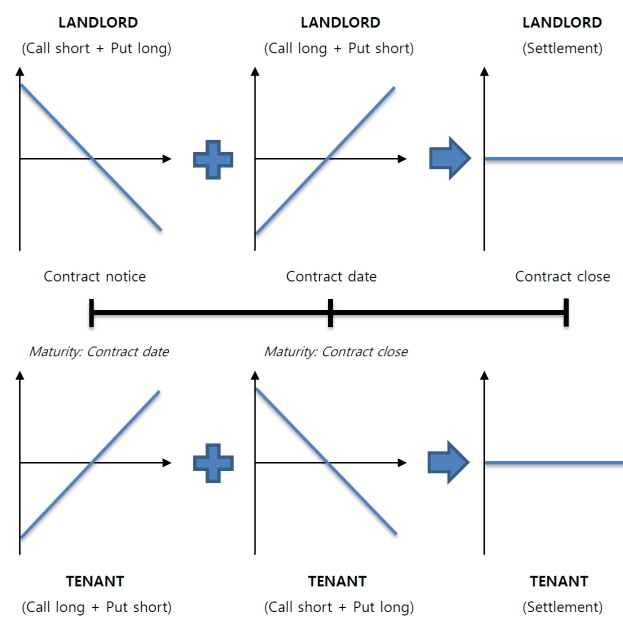 LANDLORD LANDLORD LANDLORD
(Call short + Put long) (Call long + Put short) (Settlement)
Contract notice Contract date Contract close
Maturity: Contract date Maturity: Contract close
TENANT TENANT TENANT
(Call long + Put short) (Call short + Put long) (Settlement)